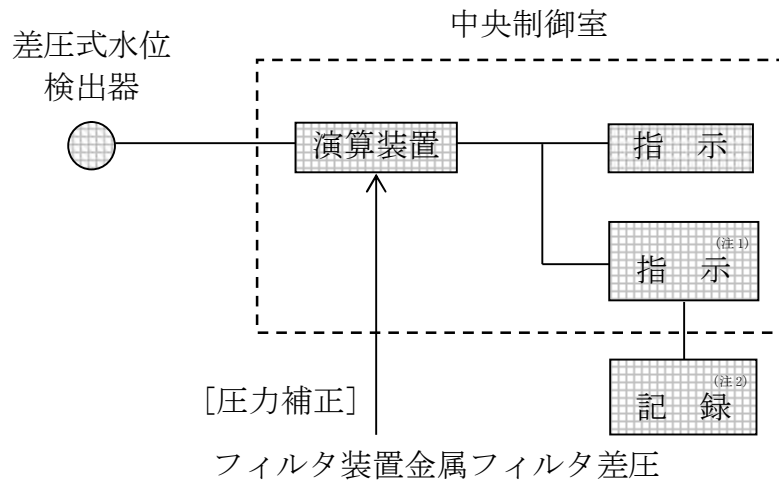 中央制御室
差圧式水位
検出器
演算装置
指 示
(注1)
指 示
(注2)
記 録
[圧力補正]
フィルタ装置金属フィルタ差圧